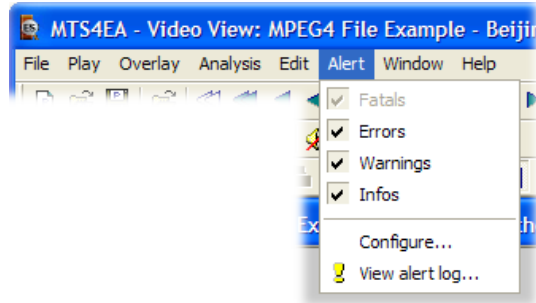 MTS4EA - Video View: MPEG4 File Example - Beijin
File Play Overlay Analysis Edit Alert Window Help
Fatals
Errors
Warnings
Infos
Configure...
View alert log...